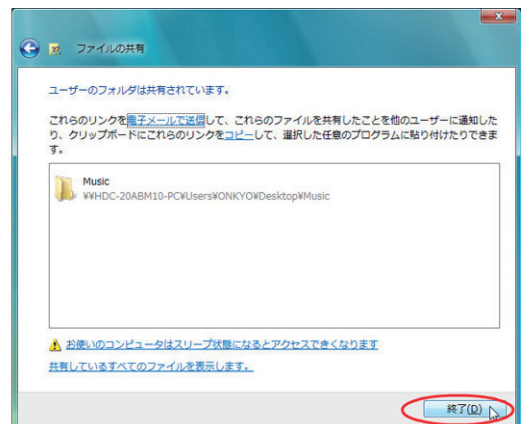 ファイルの共有
ユーザーのフォルダは共有されています。
これらのリンクを電子メールで送信して、これらのファイルを共有したことを他のユーザーに通知した
り、クリップボードにこれらのリンクをコピーして、選択した任意のプログラムに貼り付けたりできま
す。
Music
¥¥HDC-20ABM10-PC¥Users¥ONKYO¥Desktop¥Music
お使いのコンピュータはスリープ状態になるとアクセスできくなります
共有しているすべてのファイルを表示します。
終了(D)